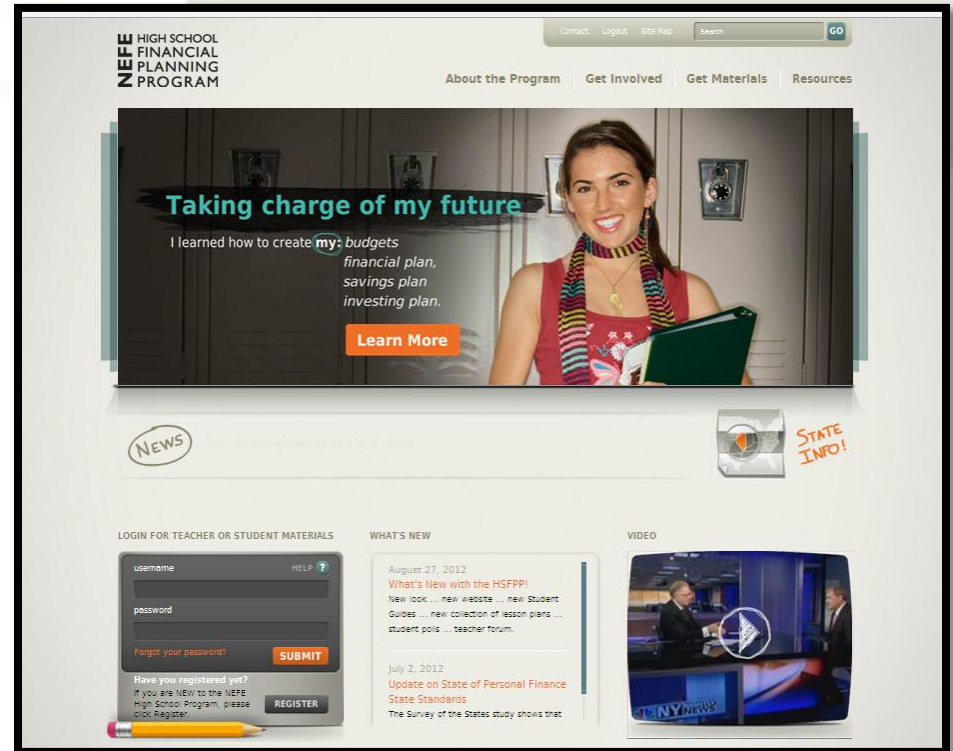 NEFE
HIGH SCHOOL
FINANCIAL
PLANNING
PROGRAM
Contact Logout Site Map Search GO
About the Program Get Involved Get Materials Resources
Taking charge of my future
I learned how to create my: budgets
financial plan,
savings plan
investing plan.
Learn More
NEWS
STATE
INFO!
LOGIN FOR TEACHER OR STUDENT MATERIALS
username HELP ?
password
Forgot your password? SUBMIT
Have you registered yet?
If you are NEW to the NEFE
High School Program, please
click Register.
REGISTER
WHAT'S NEW
August 27, 2012
What's New with the HSFPP!
New look ... new website ... new Student
Guides ... new collection of lesson plans ...
student polls ... teacher forum.
July 2, 2012
Update on State of Personal Finance
State Standards
The Survey of the States study shows that
VIDEO
NY NEWS